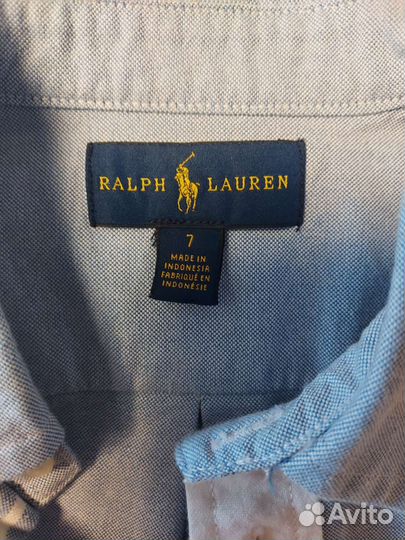 RALPH LAUREN
7
MADE IN
INDONESIA
FABRIQUÉ EN
INDONÉSIE
Avito